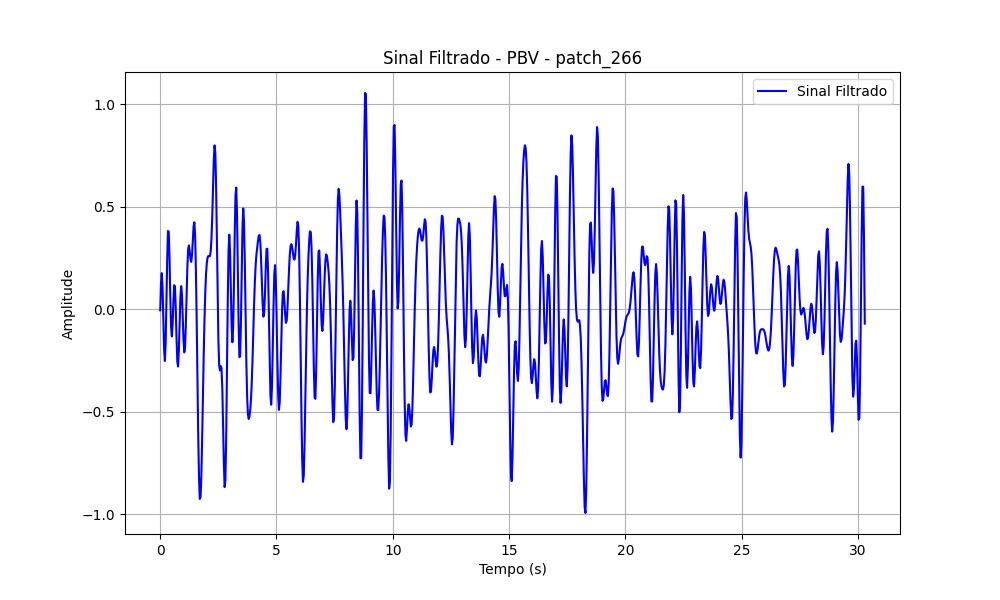 Sinal Filtrado - PBV - patch_266
Sinal Filtrado
1.0
0.5
0.0
−0.5
−1.0
Amplitude
0 5 10 15 20 25 30
Tempo (s)